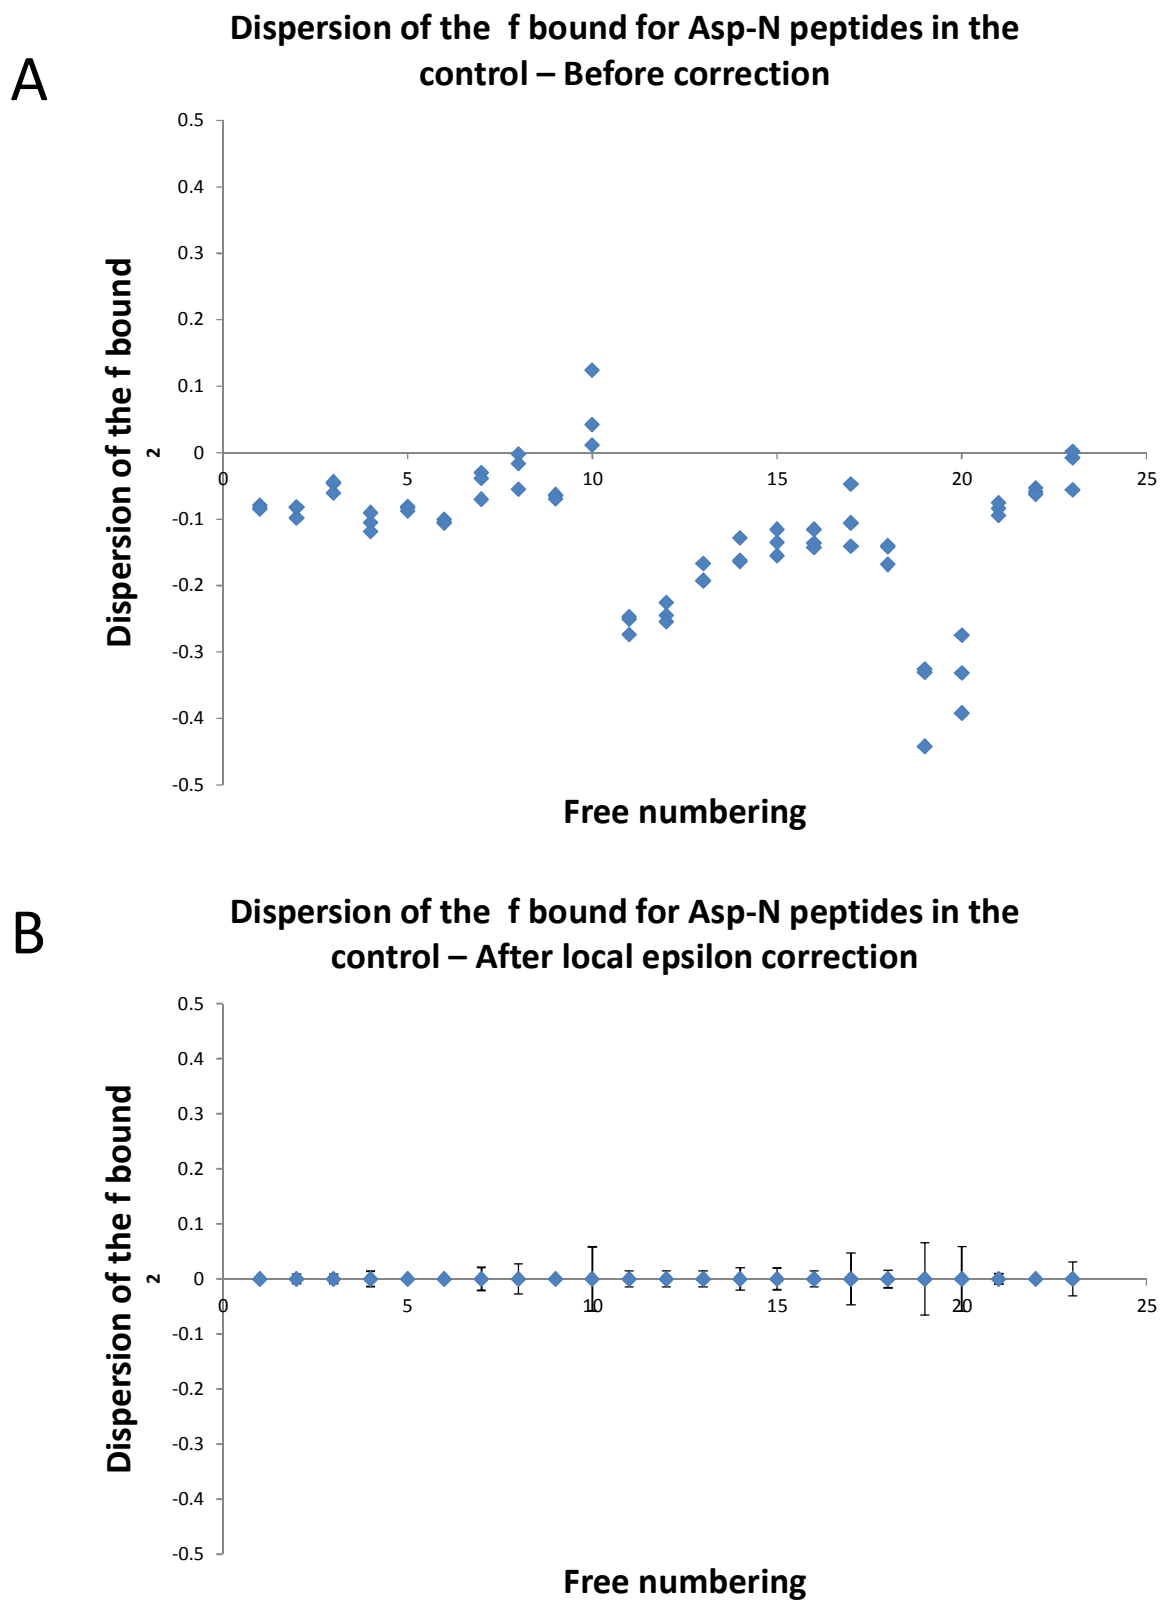 Dispersion of the f bound for Asp-N peptides in the
control – Before correction
A
0.5
0.4
0.3
0.2
0.1
0
-0.1
-0.2
-0.3
-0.4
-0.5
0 5 10 15 20 25
Dispersion of the f bound
2
Free numbering
Dispersion of the f bound for Asp-N peptides in the
control – After local epsilon correction
B
0.5
0.4
0.3
0.2
0.1
0
-0.1
-0.2
-0.3
-0.4
-0.5
0 5 10 15 20 25
Dispersion of the f bound
2
Free numbering